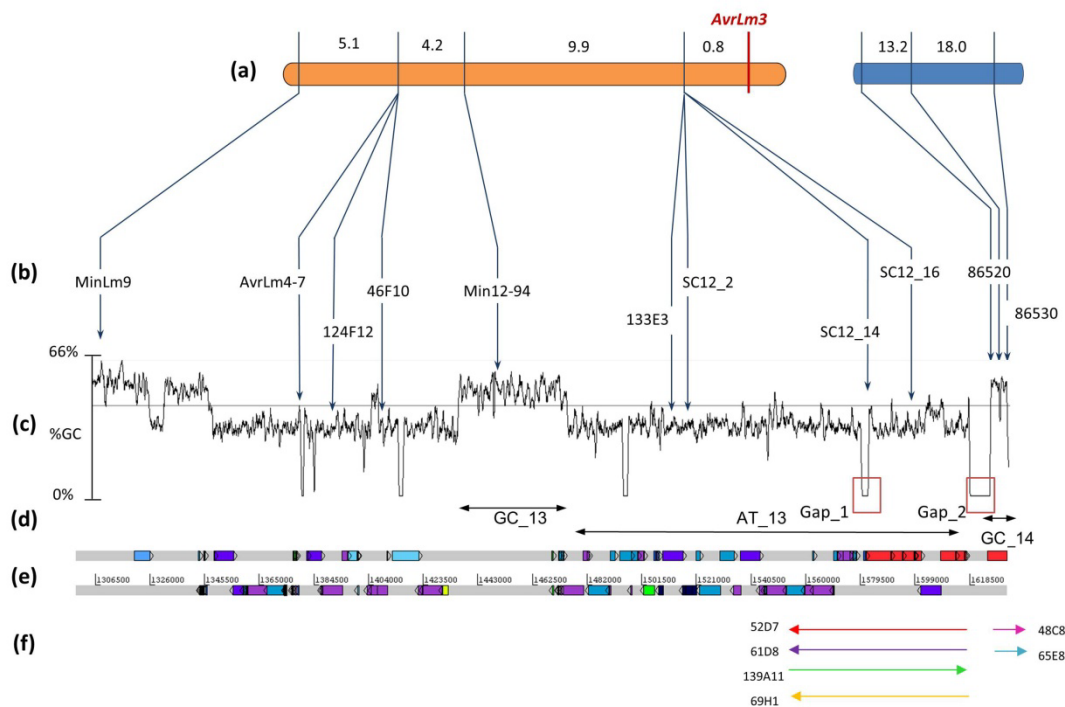 AvrLm3
5.1 4.2 9.9 0.8 13.2 18.0
(a)
(b)
MinLm9 AvrLm4-7 46F10 Min12-94 SC12_2 SC12_16 86520
124F12 133E3 SC12_14 86530
66%
(c)
%GC
0%
GC_13 AT_13 Gap_1 Gap_2 GC_14
(d)
(e)
1306500 1326000 1345500 1365000 1384500 1404000 1423500 1443000 1462500 1482000 1501500 1521000 1540500 1560000 1579500 1599000 1618500
(f)
52D7 48C8
61D8 65E8
139A11
69H1